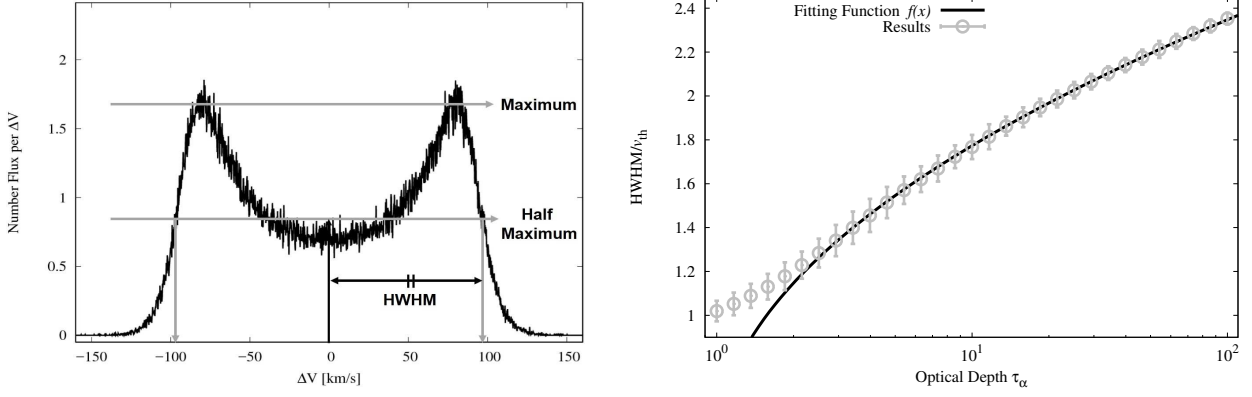 2
1.5
1
0.5
0
−150
−100
−50
0
50
100
150
Number Flux per ΔV
ΔV [km/s]
Maximum
Half
Maximum
HWHM
2.4
2.2
2
1.8
1.6
1.4
1.2
1
10^0
10^1
10^2
HWHM/v_th
Optical Depth τ_α
Fitting Function f(x)
Results